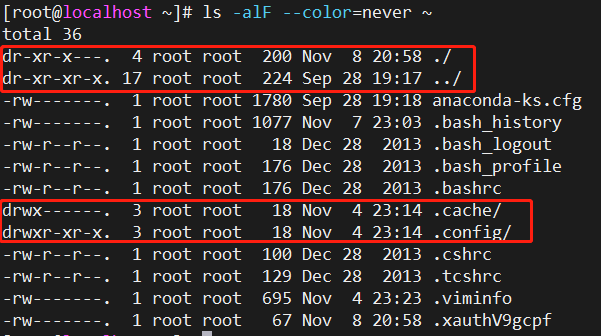 [root@localhost ~]# ls -alF --color=never ~
total 36
dr-xr-x---.  4 root root  200 Nov  8 20:58 ./
dr-xr-xr-x. 17 root root  224 Sep 28 19:17 ../
-rw-------.  1 root root 1780 Sep 28 19:18 anaconda-ks.cfg
-rw-------.  1 root root 1077 Nov  7 23:03 .bash_history
-rw-r--r--.  1 root root   18 Dec 28  2013 .bash_logout
-rw-r--r--.  1 root root  176 Dec 28  2013 .bash_profile
-rw-r--r--.  1 root root  176 Dec 28  2013 .bashrc
drwx------.  3 root root   18 Nov  4 23:14 .cache/
drwxr-xr-x.  3 root root   18 Nov  4 23:14 .config/
-rw-r--r--.  1 root root  100 Dec 28  2013 .cshrc
-rw-r--r--.  1 root root  129 Dec 28  2013 .tcshrc
-rw-------.  1 root root  695 Nov  4 23:23 .viminfo
-rw-------.  1 root root   67 Nov  8 20:58 .xauthV9gcpf